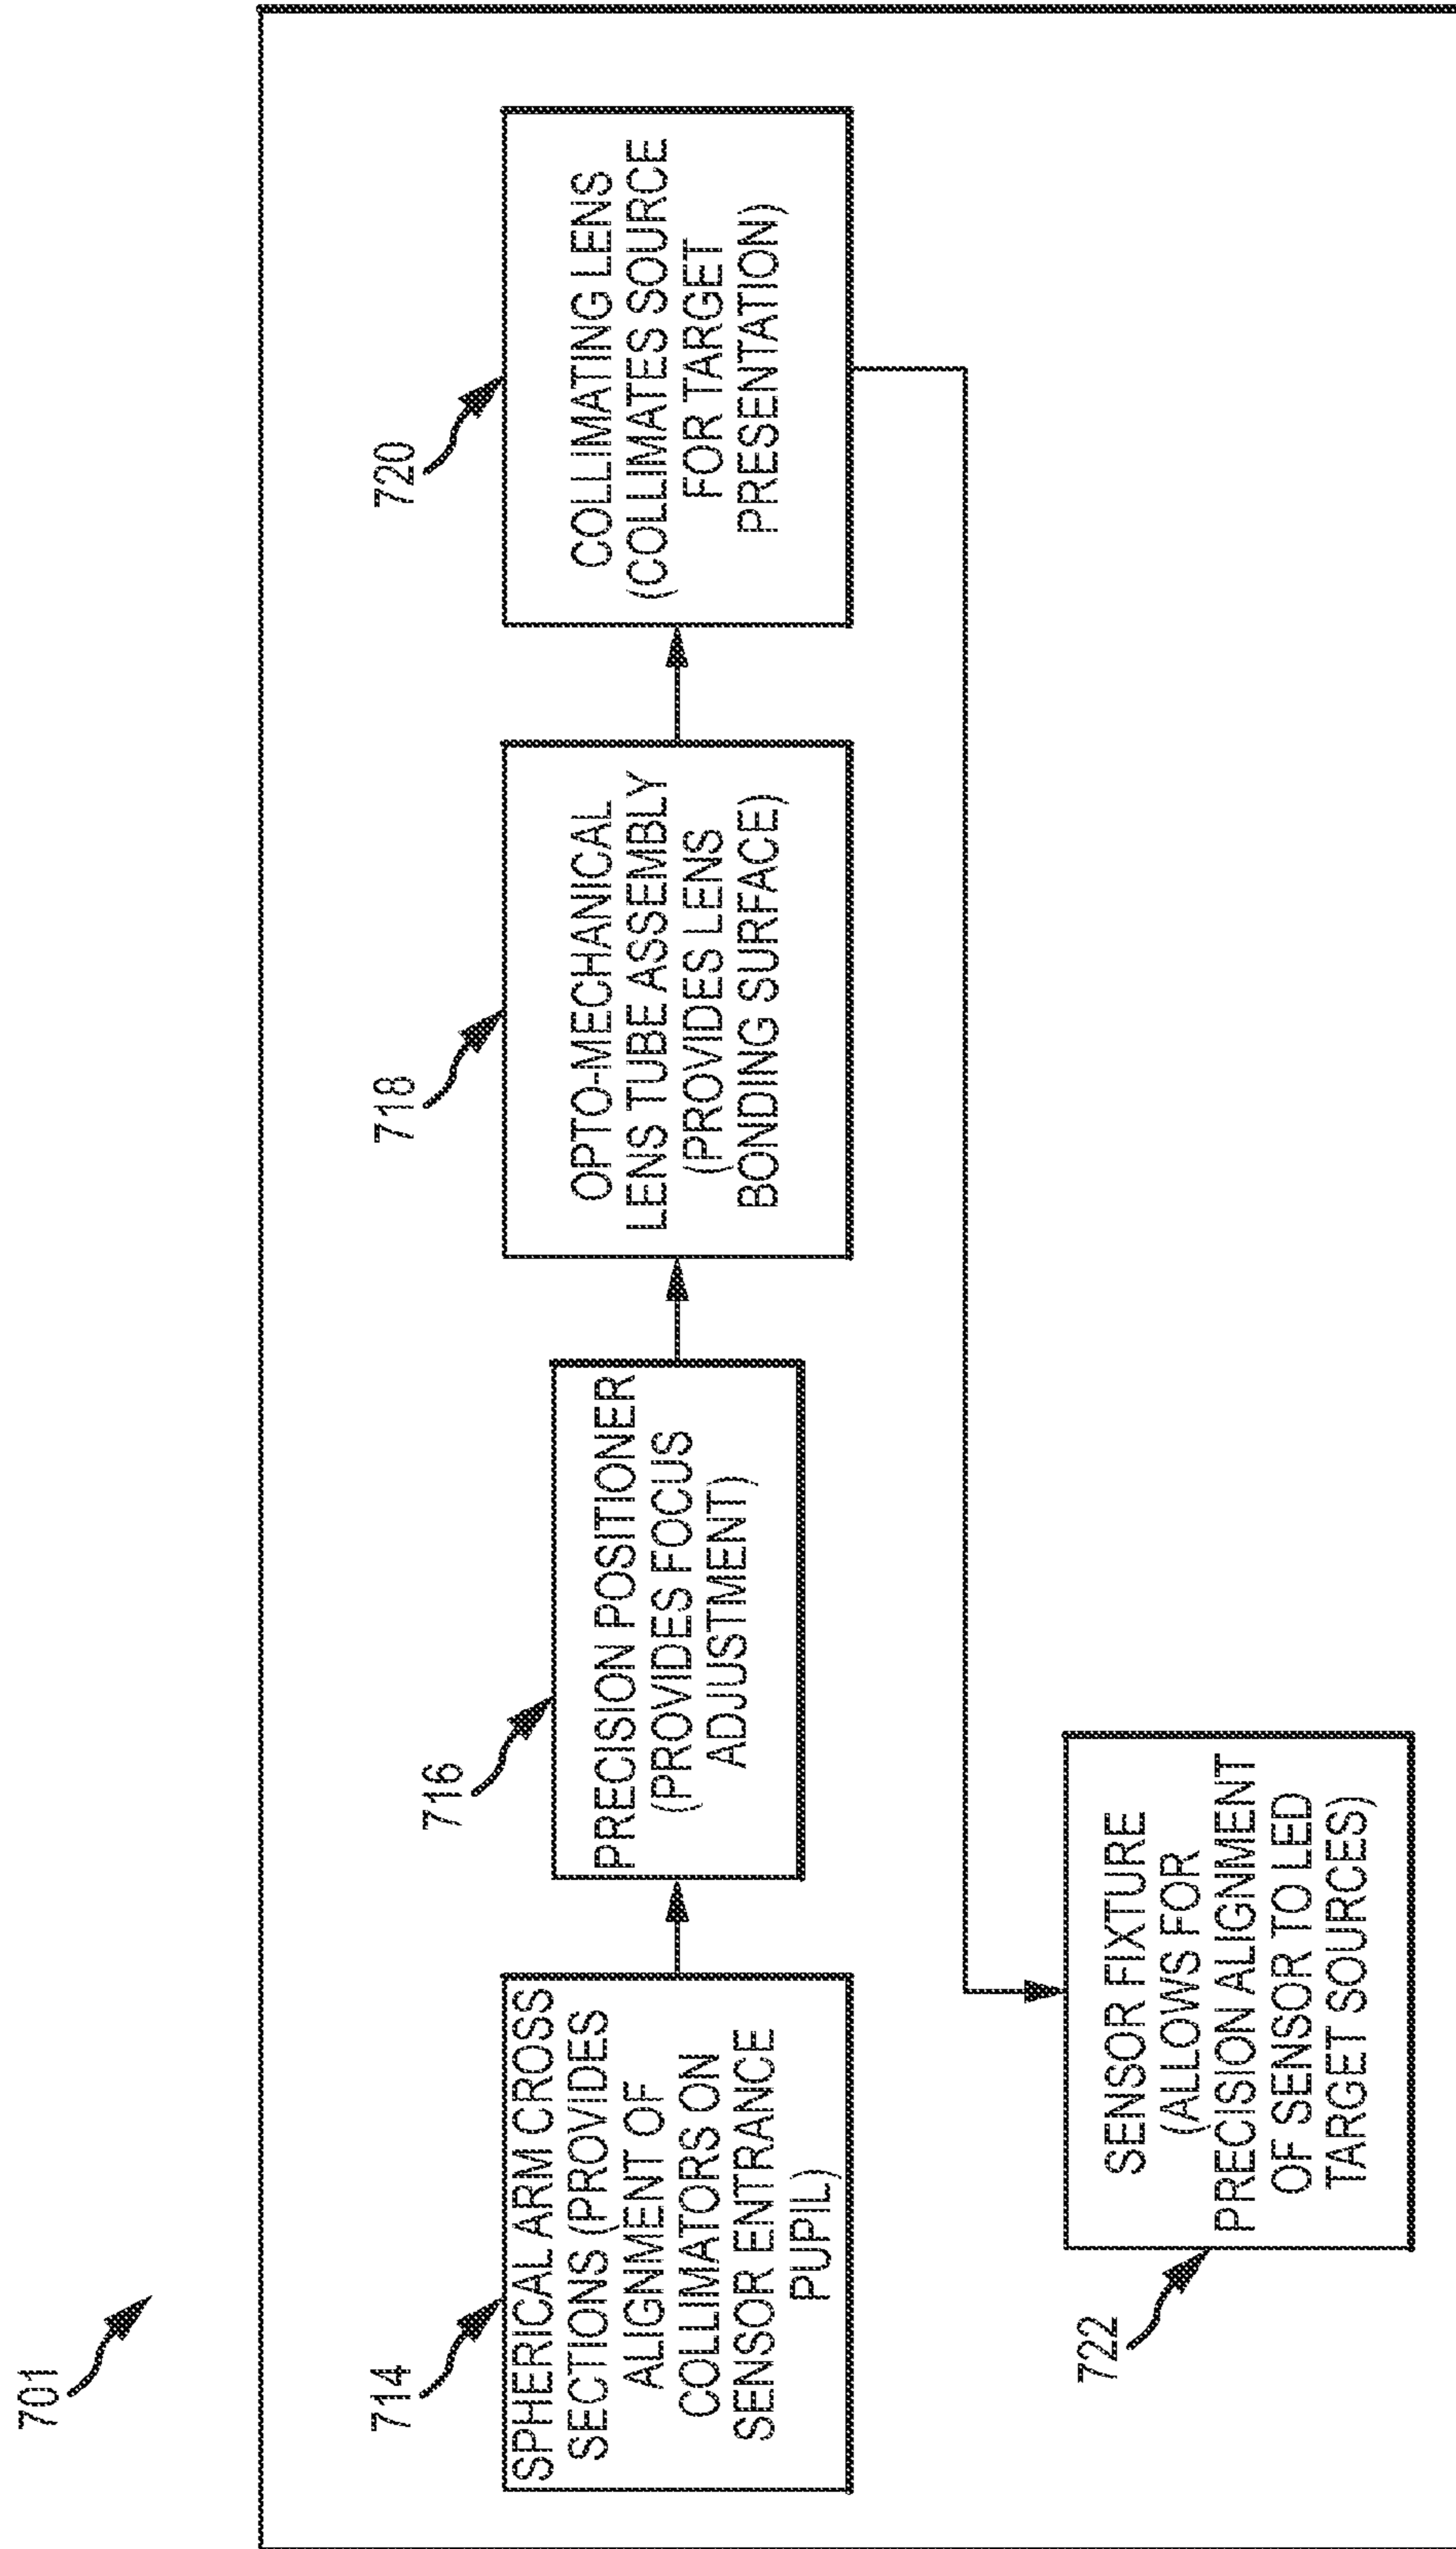 701
714
SPHERICAL ARM CROSS
SECTIONS (PROVIDES
ALIGNMENT OF
COLLIMATORS ON
SENSOR ENTRANCE
PUPIL)
716
PRECISION POSITIONER
(PROVIDES FOCUS
ADJUSTMENT)
718
OPTO-MECHANICAL
LENS TUBE ASSEMBLY
(PROVIDES LENS
BONDING SURFACE)
720
COLLIMATING LENS
(COLLIMATES SOURCE
FOR TARGET
PRESENTATION)
722
SENSOR FIXTURE
(ALLOWS FOR
PRECISION ALIGNMENT
OF SENSOR TO LED
TARGET SOURCES)